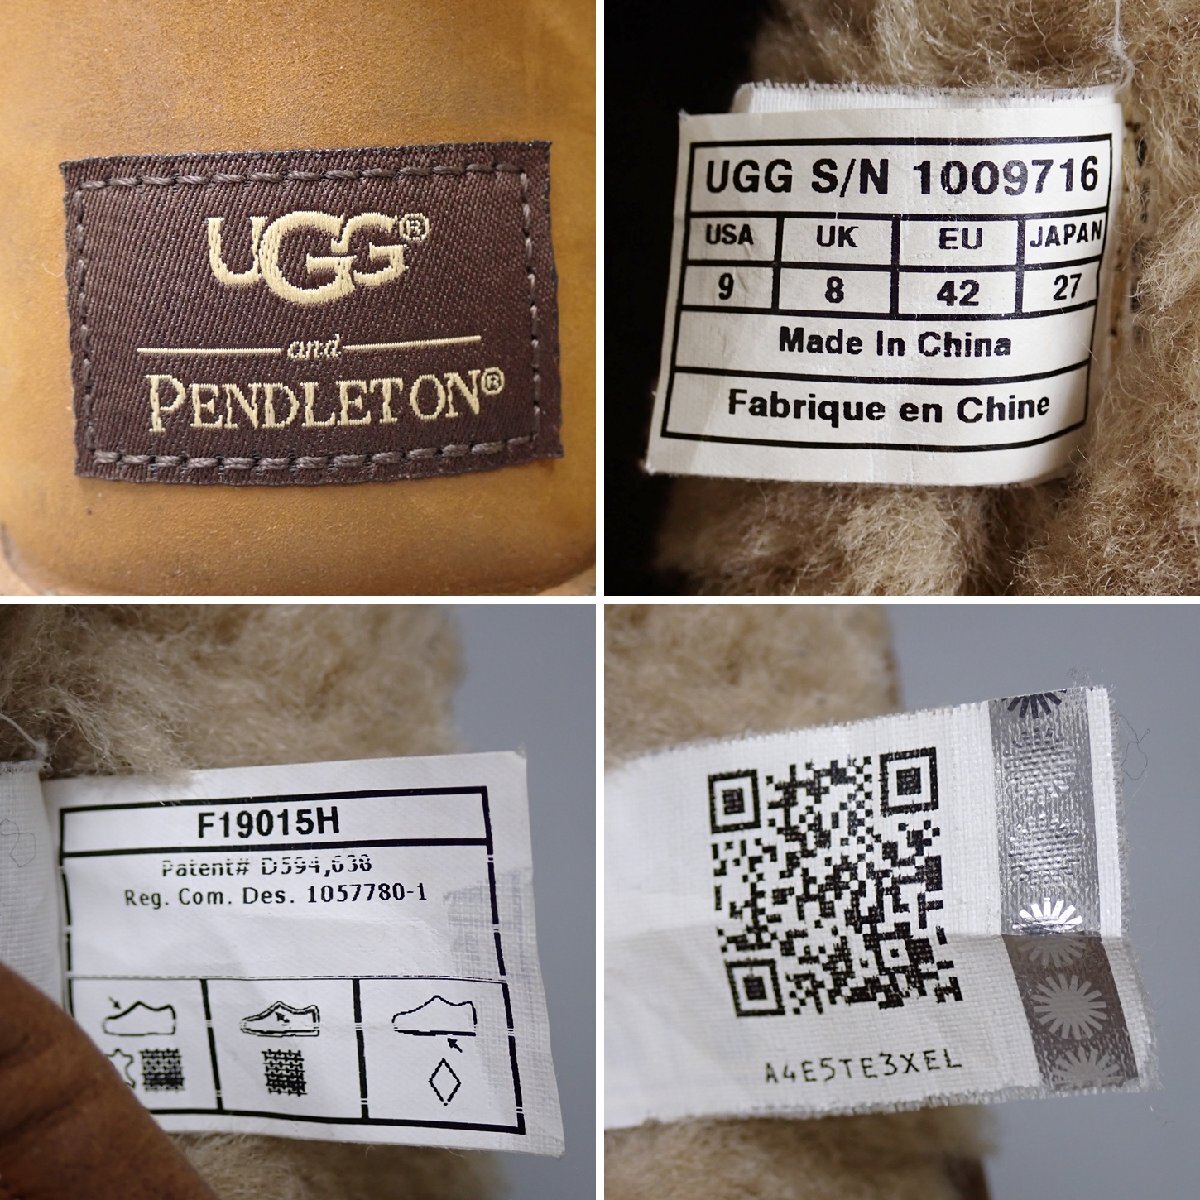 UGG®
and
PENDLETON®
UGG S/N 1009716
USA UK EU JAPAN
9 8 42 27
Made In China
Fabrique en Chine
F19015H
Patent# D594,638
Reg. Com. Des. 1057780-1
A4E5TE3XEL